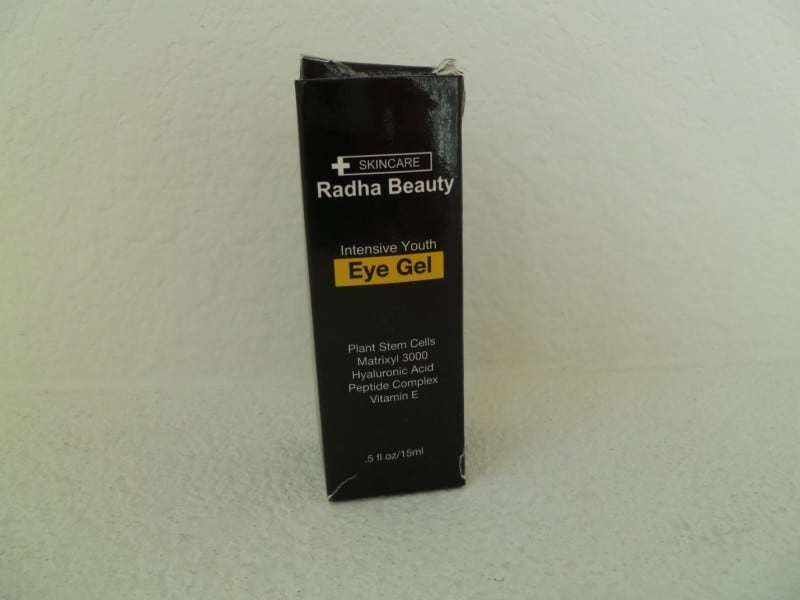 SKINCARE
Radha Beauty
Intensive Youth
Eye Gel
Plant Stem Cells
Matrixyl 3000
Hyaluronic Acid
Peptide Complex
Vitamin E
.5 fl oz/15ml